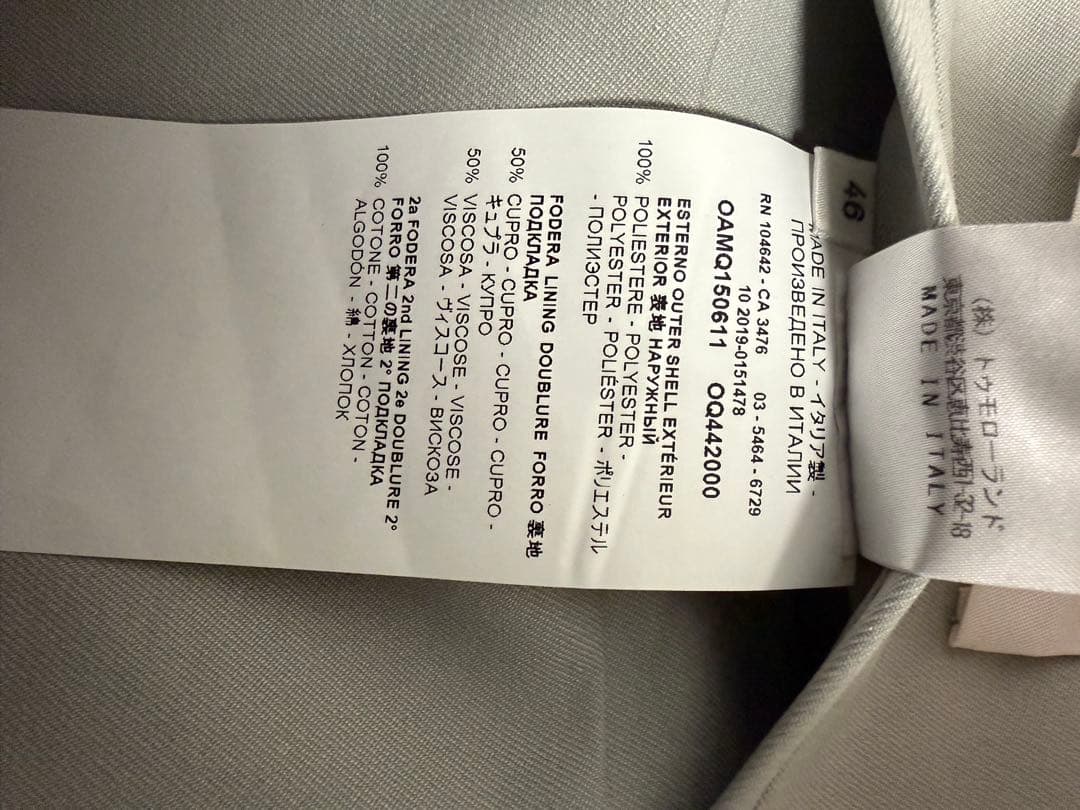 (株) トゥモローランド
東京都渋谷区恵比寿西1-32-18
MADE IN ITALY
46
MADE IN ITALY - イタリア製 -
ПРОИЗВЕДЕНО В ИТАЛИИ
RN 104642 - CA 3476 03 - 5464 - 6729
10 2019-0151478
OAMQ150611 OQ442000
ESTERNO OUTER SHELL EXTÉRIEUR
EXTERIOR 表地 НАРУЖНЫЙ
100% POLIESTERE - POLYESTER -
POLYESTER - POLIÉSTER - ポリエステル
- ПОЛИЭСТЕР
FODERA LINING DOUBLURE FORRO 裏地
ПОДКЛАДКА
50% CUPRO - CUPRO - CUPRO - CUPRO -
キュプラ - КУПРО
50% VISCOSA - VISCOSE - VISCOSE -
VISCOSA - ヴィスコース - ВИСКОЗА
2a FODERA 2nd LINING 2e DOUBLURE 2°
FORRO 第二の裏地 2° ПОДКЛАДКА
100% COTONE - COTTON - COTON -
ALGODÓN - 綿 - ХЛОПОК